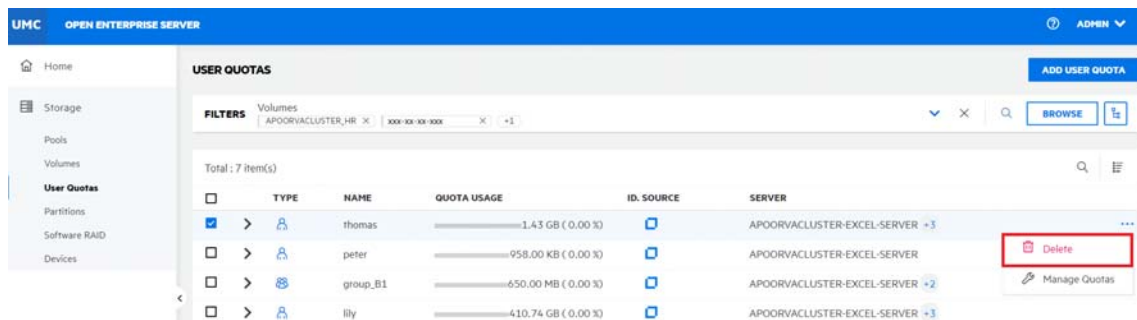 UMC OPEN ENTERPRISE SERVER ADMIN
Home
Storage
Pools
Volumes
User Quotas
Partitions
Software RAID
Devices
USER QUOTAS ADD USER QUOTA
FILTERS Volumes BROWSE
APOORVACLUSTER_HR × xxx-xx-xx-xxx × +1
Total : 7 item(s)
TYPE NAME QUOTA USAGE ID. SOURCE SERVER
thomas 1.43 GB ( 0.00 %) APOORVACLUSTER-EXCEL-SERVER +3 ...
peter 958.00 KB ( 0.00 %) APOORVACLUSTER-EXCEL-SERVER
group_B1 650.00 MB ( 0.00 %) APOORVACLUSTER-EXCEL-SERVER +2
lily 410.74 GB ( 0.00 %) APOORVACLUSTER-EXCEL-SERVER +3
Delete
Manage Quotas